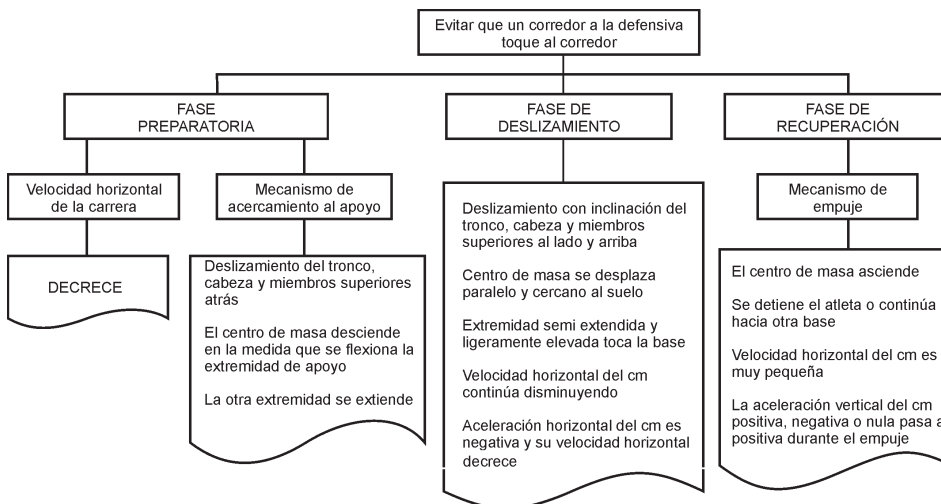 Evitar que un corredor a la defensiva
toque al corredor
FASE
PREPARATORIA
FASE DE
DESLIZAMIENTO
FASE DE
RECUPERACIÓN
Velocidad horizontal
de la carrera
Mecanismo de
acercamiento al apoyo
Mecanismo de
empuje
DECRECE
Deslizamiento del tronco,
cabeza y miembros superiores
atrás
El centro de masa desciende
en la medida que se flexiona la
extremidad de apoyo
La otra extremidad se extiende
Deslizamiento con inclinación del
tronco, cabeza y miembros
superiores al lado y arriba
Centro de masa se desplaza
paralelo y cercano al suelo
Extremidad semi extendida y
ligeramente elevada toca la base
Velocidad horizontal del cm
continúa disminuyendo
Aceleración horizontal del cm es
negativa y su velocidad horizontal
decrece
El centro de masa asciende
Se detiene el atleta o continúa
hacia otra base
Velocidad horizontal del cm es
muy pequeña
La aceleración vertical del cm
positiva, negativa o nula pasa a
positiva durante el empuje